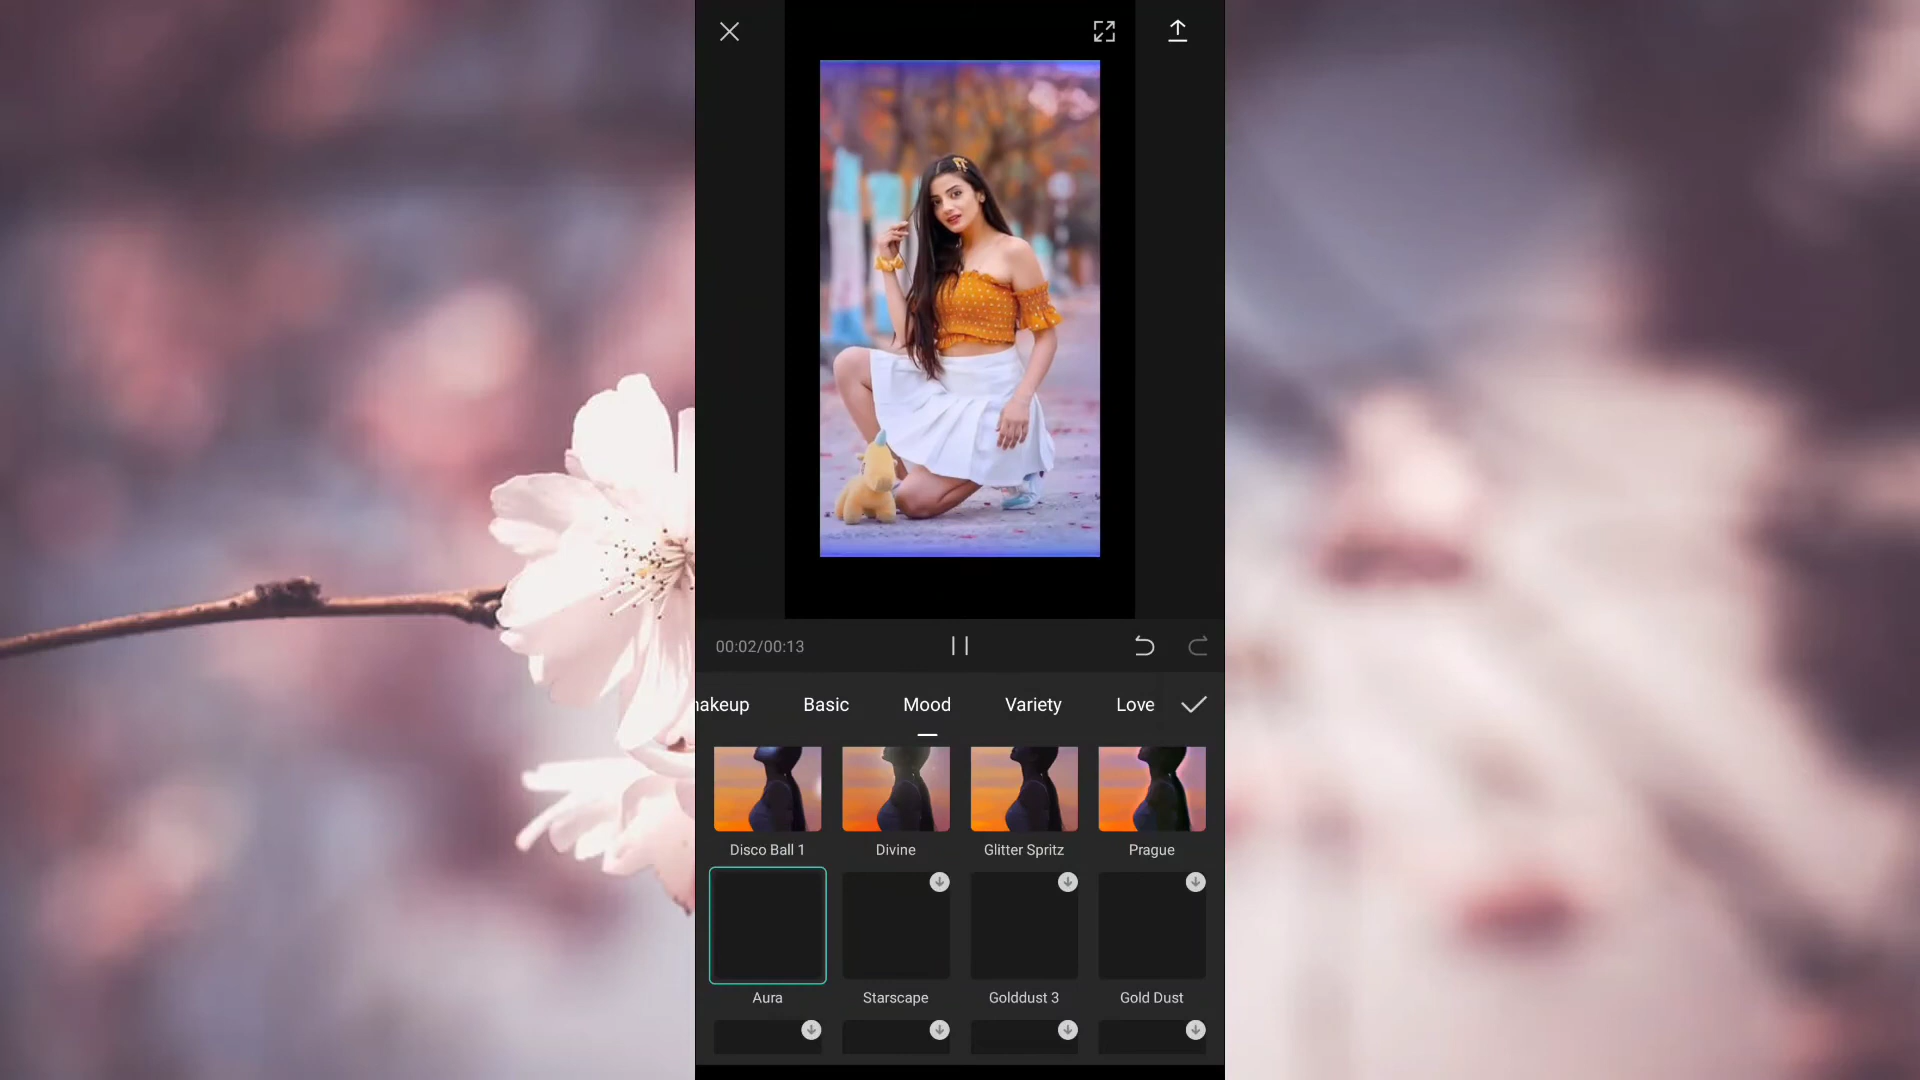 00:02/00:13
makeup Basic Mood Variety Love
Disco Ball 1 Divine Glitter Spritz Prague
Aura Starscape Golddust 3 Gold Dust